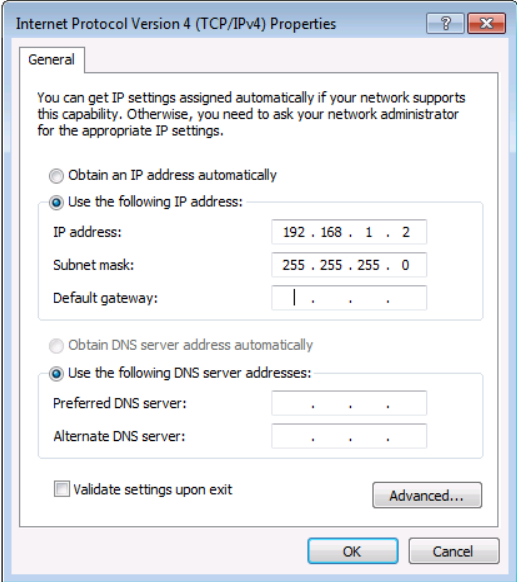 Internet Protocol Version 4 (TCP/IPv4) Properties
General
You can get IP settings assigned automatically if your network supports
this capability. Otherwise, you need to ask your network administrator
for the appropriate IP settings.
Obtain an IP address automatically
Use the following IP address:
IP address: 192 . 168 . 1 . 2
Subnet mask: 255 . 255 . 255 . 0
Default gateway: . . .
Obtain DNS server address automatically
Use the following DNS server addresses:
Preferred DNS server: . . .
Alternate DNS server: . . .
Validate settings upon exit
Advanced...
OK Cancel